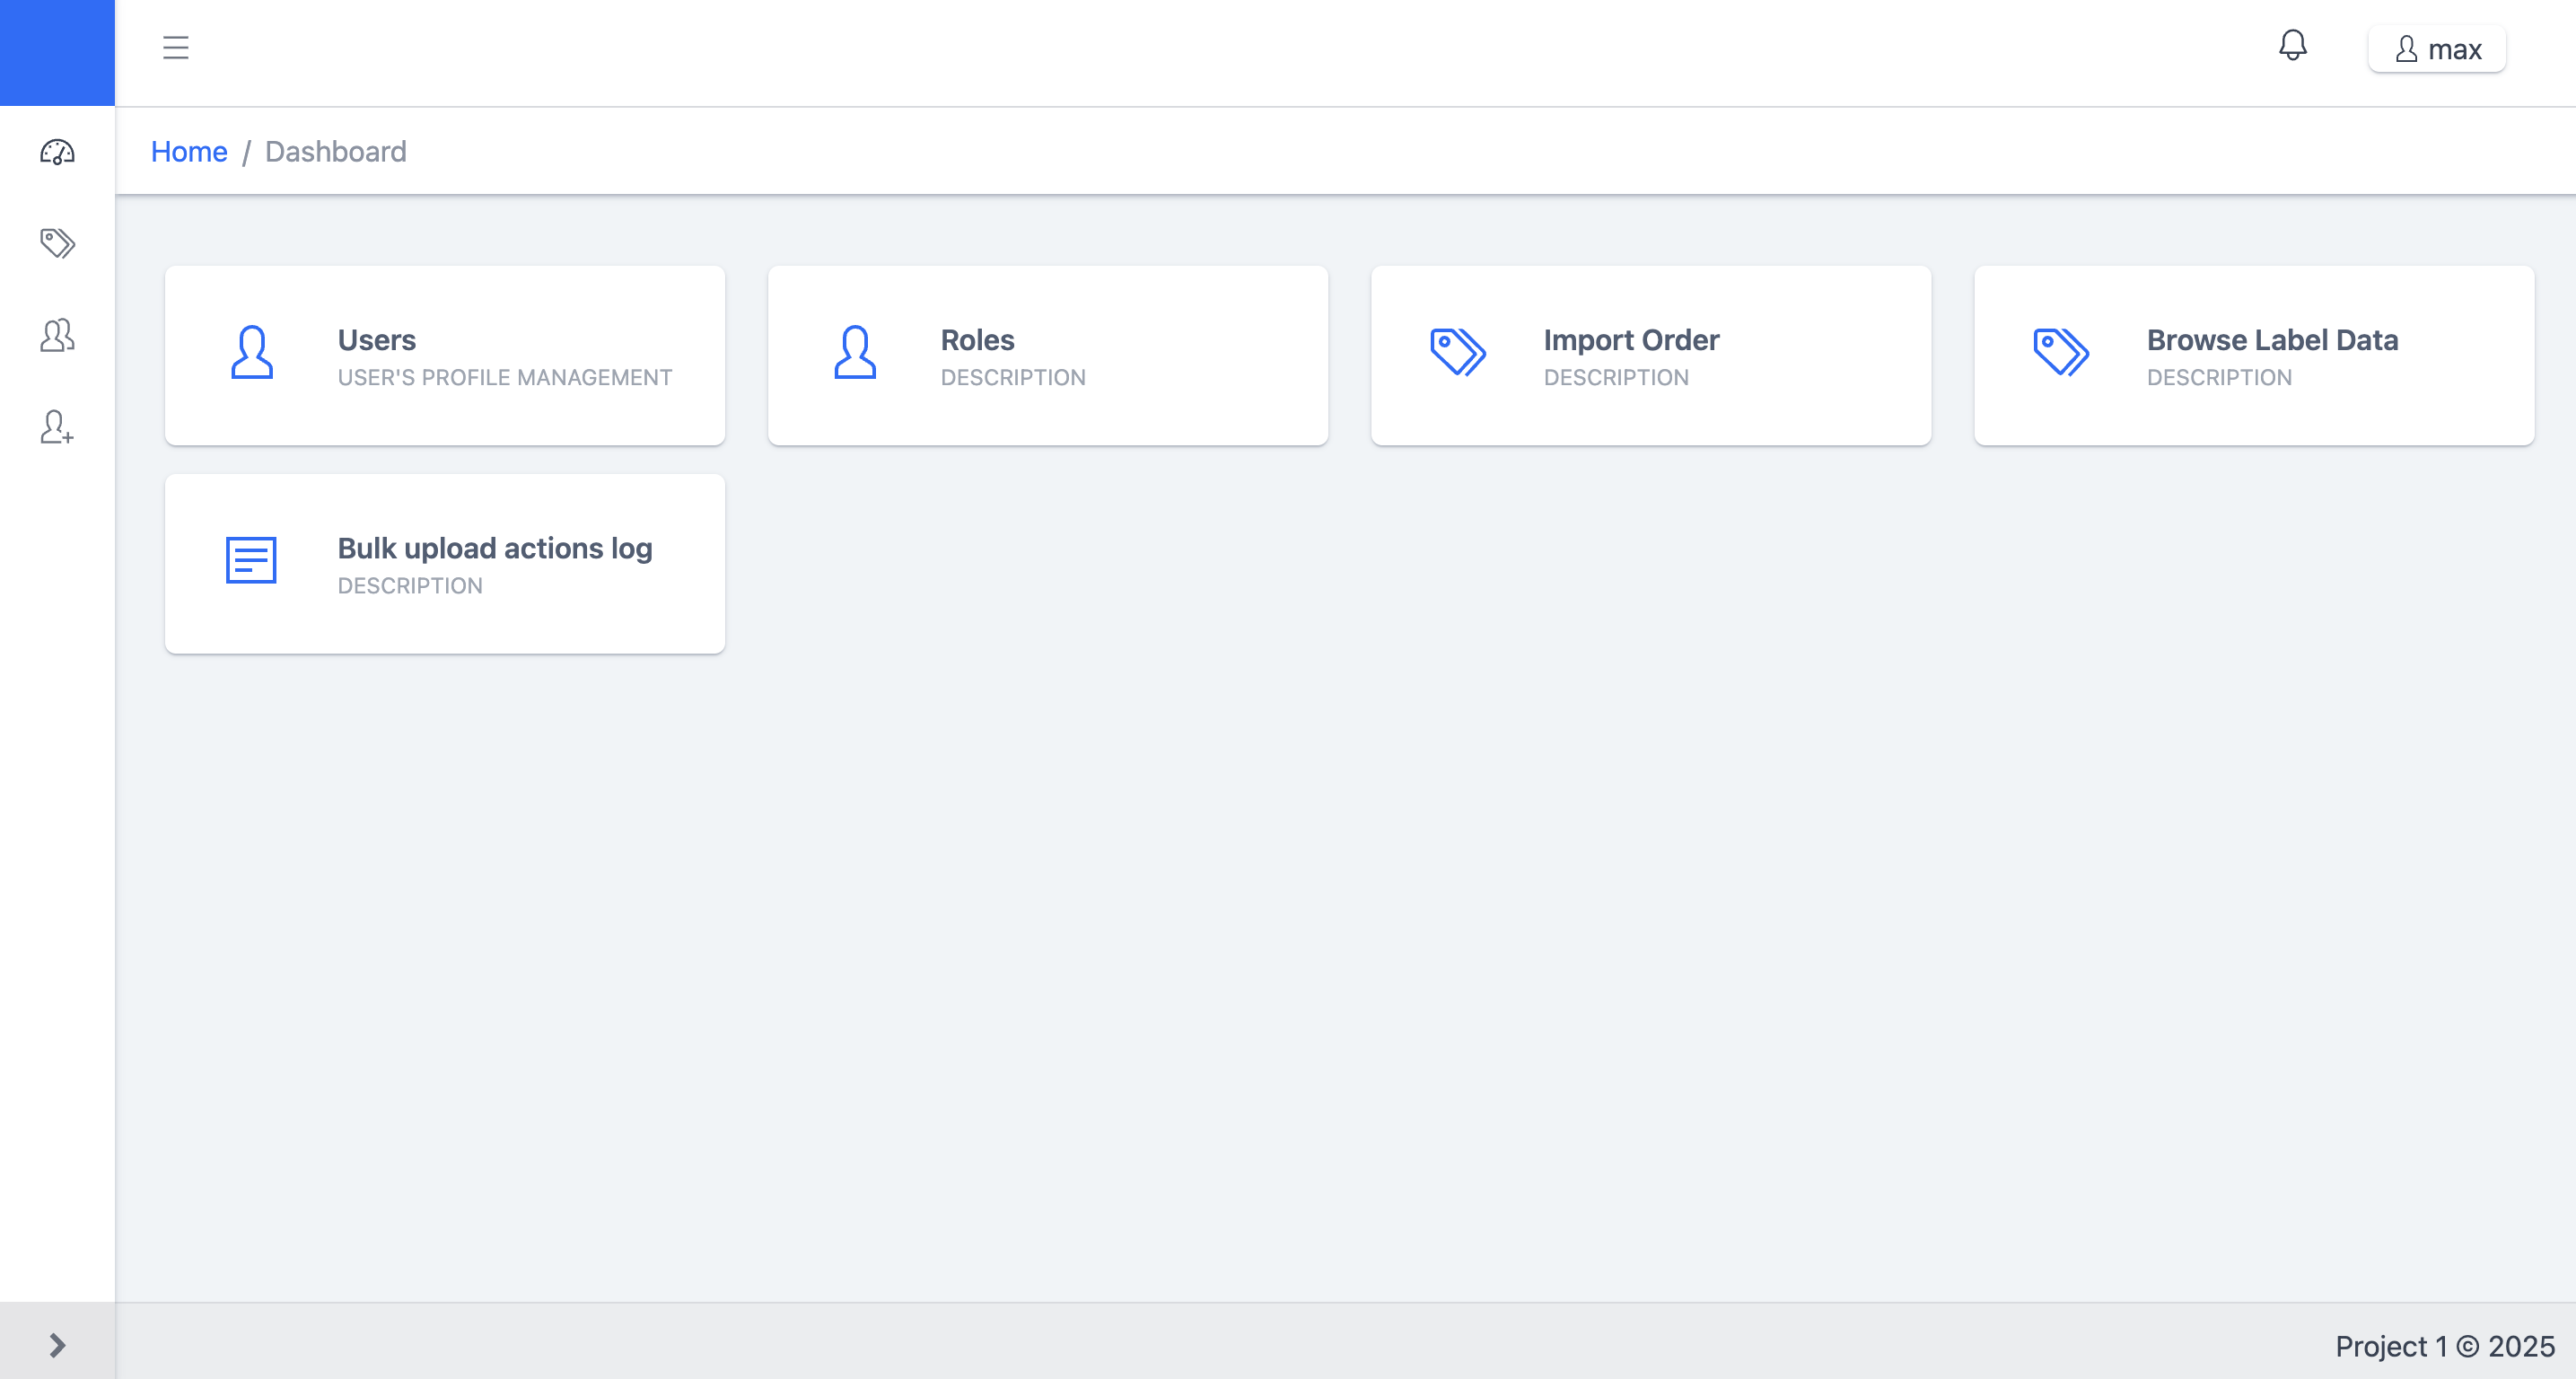 max
Home / Dashboard
Users
USER'S PROFILE MANAGEMENT
Roles
DESCRIPTION
Import Order
DESCRIPTION
Browse Label Data
DESCRIPTION
Bulk upload actions log
DESCRIPTION
Project 1 © 2025